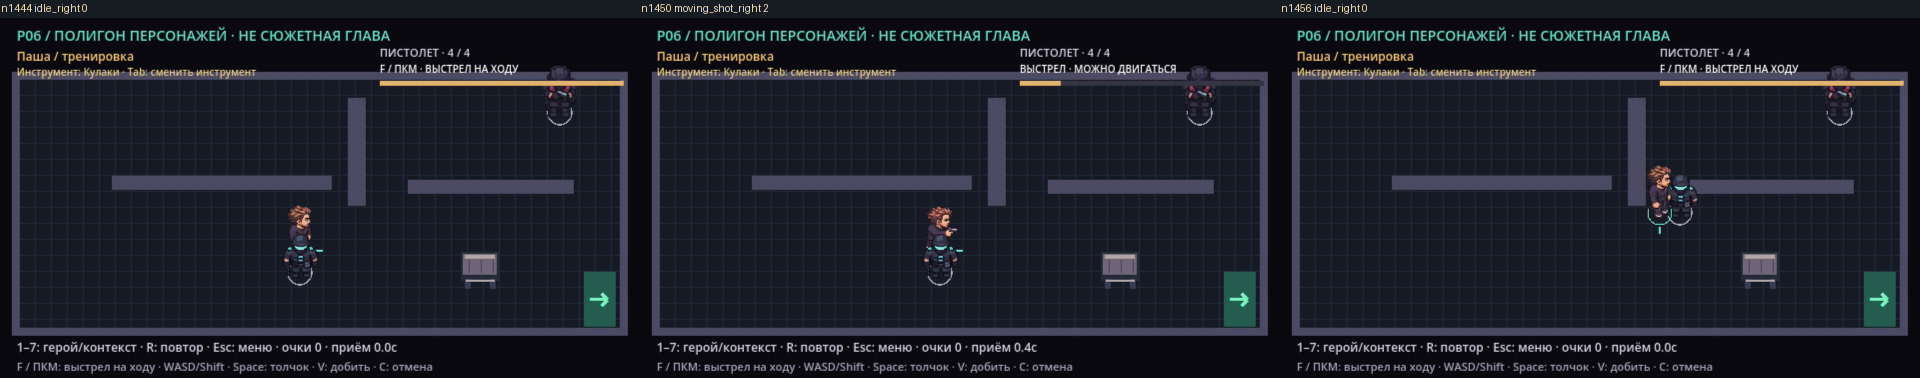 n1444 idle_right 0
P06 / ПОЛИГОН ПЕРСОНАЖЕЙ · НЕ СЮЖЕТНАЯ ГЛАВА
Паша / тренировка
ПИСТОЛЕТ · 4 / 4
Инструмент: Кулаки · Tab: сменить инструмент
F / ПКМ · ВЫСТРЕЛ НА ХОДУ
→
1–7: герой/контекст · R: повтор · Esc: меню · очки 0 · приём 0.0с
F / ПКМ: выстрел на ходу · WASD/Shift · Space: толчок · V: добить · C: отмена
n1450 moving_shot_right 2
P06 / ПОЛИГОН ПЕРСОНАЖЕЙ · НЕ СЮЖЕТНАЯ ГЛАВА
Паша / тренировка
ПИСТОЛЕТ · 4 / 4
Инструмент: Кулаки · Tab: сменить инструмент
ВЫСТРЕЛ · МОЖНО ДВИГАТЬСЯ
→
1–7: герой/контекст · R: повтор · Esc: меню · очки 0 · приём 0.4с
F / ПКМ: выстрел на ходу · WASD/Shift · Space: толчок · V: добить · C: отмена
n1456 idle_right 0
P06 / ПОЛИГОН ПЕРСОНАЖЕЙ · НЕ СЮЖЕТНАЯ ГЛАВА
Паша / тренировка
ПИСТОЛЕТ · 4 / 4
Инструмент: Кулаки · Tab: сменить инструмент
F / ПКМ · ВЫСТРЕЛ НА ХОДУ
→
1–7: герой/контекст · R: повтор · Esc: меню · очки 0 · приём 0.0с
F / ПКМ: выстрел на ходу · WASD/Shift · Space: толчок · V: добить · C: отмена